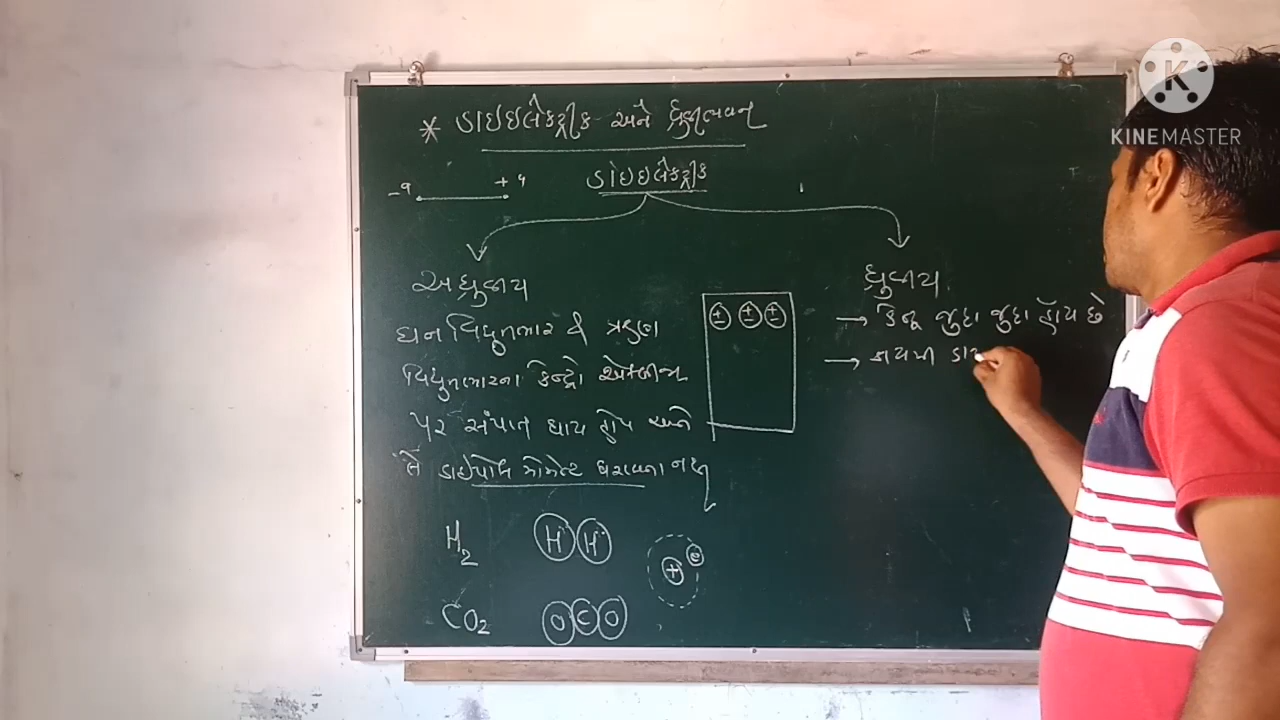 * ડાઇઇલેક્ટ્રીક અને ધ્રુવીભવન
ડાઇઇલેક્ટ્રીક
-q +q
અધ્રુવીય
ઘન વિદ્યુતભાર ને ઋણ
વિદ્યુતભારના કેન્દ્રો એકબીજા
પર સંપાત થાય હોય અને
તે ડાઇપોલ મોમેન્ટ ધરાવતા નથી
H₂ H H + e
CO₂ O C O
± ± ±
ધ્રુવીય
→ કેન્દ્ર જુદા જુદા હોય છે
→ કાયમી ડાય
KINEMASTER